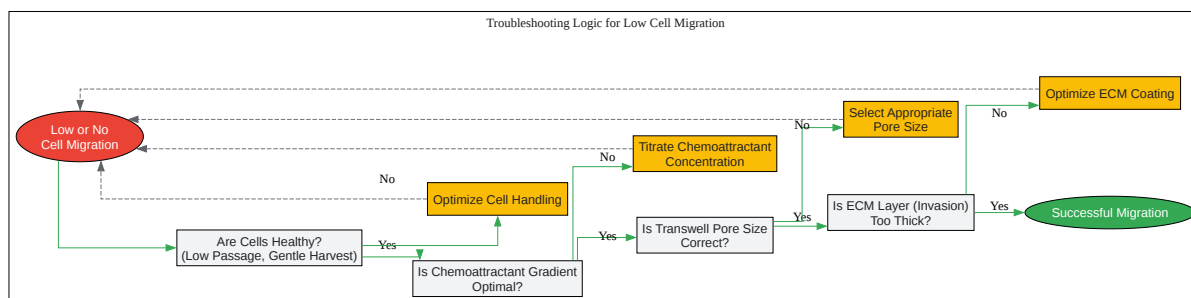 Troubleshooting Logic for Low Cell Migration
Optimize ECM Coating
No
Select Appropriate
Pore Size
No
Low or No
Cell Migration
Titrate Chemoattractant
Concentration
No
No
Optimize Cell Handling
Is ECM Layer (Invasion)
Too Thick?
Yes
Successful Migration
Is Transwell Pore Size
Correct?
Yes
Are Cells Healthy?
(Low Passage, Gentle Harvest)
Yes
Is Chemoattractant Gradient
Optimal?
Yes